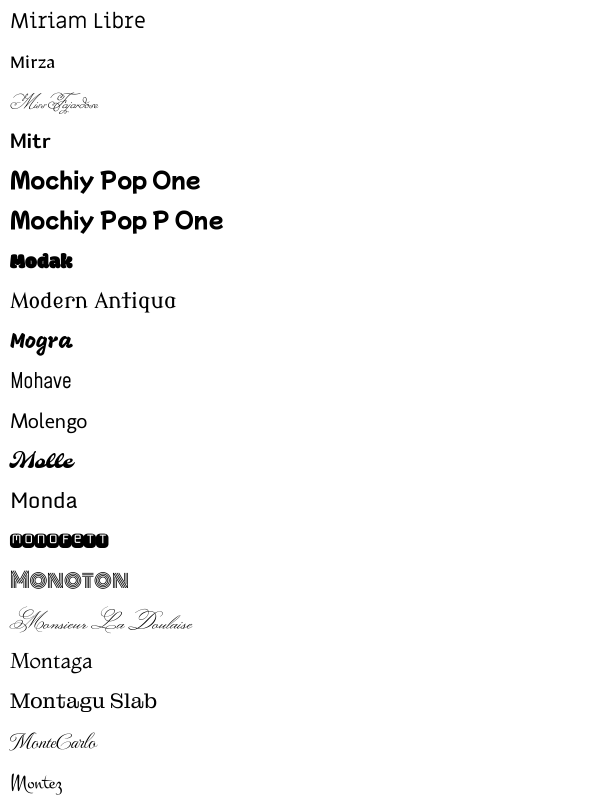 Miriam Libre
Mirza
Miss Fajardose
Mitr
Mochiy Pop One
Mochiy Pop P One
Modak
Modern Antiqua
Mogra
Mohave
Molengo
Molle
Monda
Monofett
Monoton
Monsieur La Doulaise
Montaga
Montagu Slab
MonteCarlo
Montez